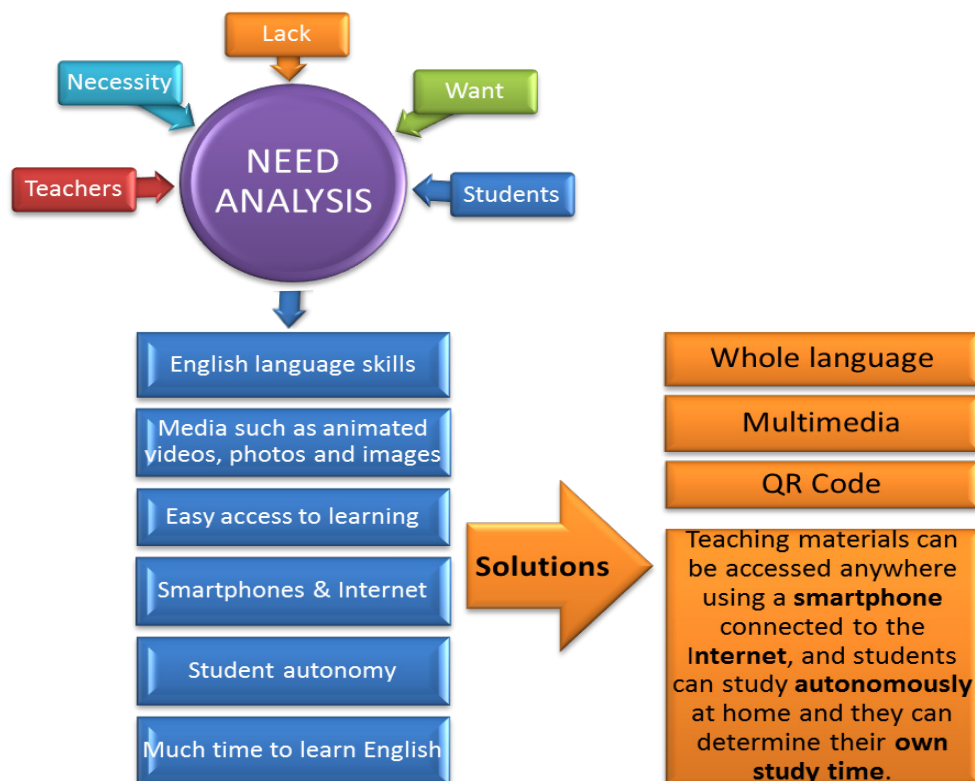 Lack
Necessity
Want
NEED
ANALYSIS
Teachers
Students
English language skills
Media such as animated
videos, photos and images
Easy access to learning
Smartphones & Internet
Student autonomy
Much time to learn English
Solutions
Whole language
Multimedia
QR Code
Teaching materials can
be accessed anywhere
using a smartphone
connected to the
Internet, and students
can study autonomously
at home and they can
determine their own
study time.